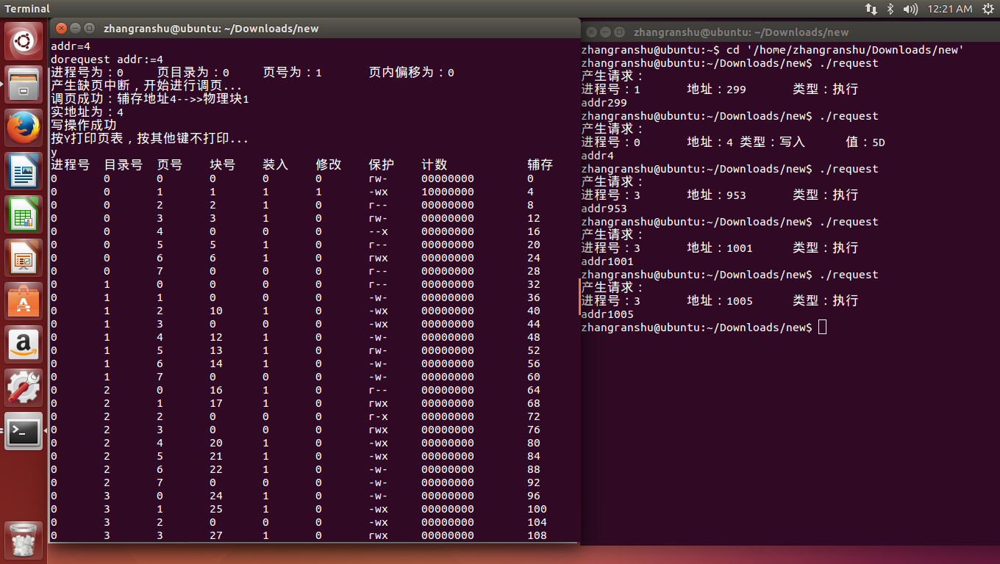 Terminal
12:21 AM
zhangranshu@ubuntu: ~/Downloads/new
addr=4
dorequest addr:=4
进程号为：0 页目录为：0 页号为：1 页内偏移为：0
产生缺页中断，开始进行调页...
调页成功：辅存地址4-->>物理块1
实地址为：4
写操作成功
按Y打印页表，按其他键不打印...
y
进程号 目录号 页号 块号 装入 修改 保护 计数 辅存
0 0 0 0 0 0 rw- 00000000 0
0 0 1 1 1 1 -wx 10000000 4
0 0 2 2 1 0 r-- 00000000 8
0 0 3 3 1 0 rw- 00000000 12
0 0 4 0 0 0 --x 00000000 16
0 0 5 5 1 0 r-- 00000000 20
0 0 6 6 1 0 rwx 00000000 24
0 0 7 0 0 0 r-- 00000000 28
0 1 0 0 0 0 r-- 00000000 32
0 1 1 0 0 0 -w- 00000000 36
0 1 2 10 1 0 -wx 00000000 40
0 1 3 0 0 0 -wx 00000000 44
0 1 4 12 1 0 -w- 00000000 48
0 1 5 13 1 0 rw- 00000000 52
0 1 6 14 1 0 -w- 00000000 56
0 1 7 0 0 0 -w- 00000000 60
0 2 0 16 1 0 r-- 00000000 64
0 2 1 17 1 0 rwx 00000000 68
0 2 2 0 0 0 r-x 00000000 72
0 2 3 0 0 0 rwx 00000000 76
0 2 4 20 1 0 -wx 00000000 80
0 2 5 21 1 0 -wx 00000000 84
0 2 6 22 1 0 -w- 00000000 88
0 2 7 0 0 0 -w- 00000000 92
0 3 0 24 1 0 -w- 00000000 96
0 3 1 25 1 0 -wx 00000000 100
0 3 2 0 0 0 -wx 00000000 104
0 3 3 27 1 0 rwx 00000000 108
zhangranshu@ubuntu: ~/Downloads/new
zhangranshu@ubuntu:~$ cd '/home/zhangranshu/Downloads/new'
zhangranshu@ubuntu:~/Downloads/new$ ./request
产生请求：
进程号：1 地址：299 类型：执行
addr299
zhangranshu@ubuntu:~/Downloads/new$ ./request
产生请求：
进程号：0 地址：4 类型：写入 值：5D
addr4
zhangranshu@ubuntu:~/Downloads/new$ ./request
产生请求：
进程号：3 地址：953 类型：执行
addr953
zhangranshu@ubuntu:~/Downloads/new$ ./request
产生请求：
进程号：3 地址：1001 类型：执行
addr1001
zhangranshu@ubuntu:~/Downloads/new$ ./request
产生请求：
进程号：3 地址：1005 类型：执行
addr1005
zhangranshu@ubuntu:~/Downloads/new$